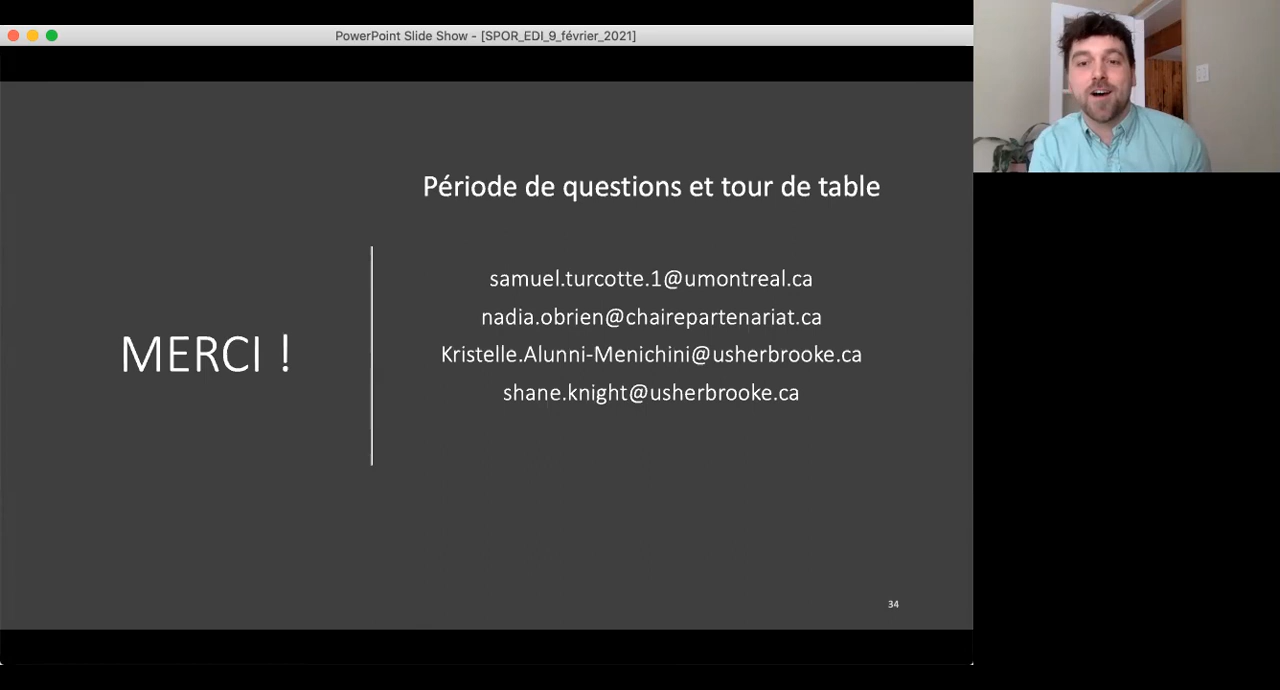 PowerPoint Slide Show - [SPOR_EDI_9_février_2021]
Période de questions et tour de table
MERCI !
samuel.turcotte.1@umontreal.ca
nadia.obrien@chairepartenariat.ca
Kristelle.Alunni-Menichini@usherbrooke.ca
shane.knight@usherbrooke.ca
34